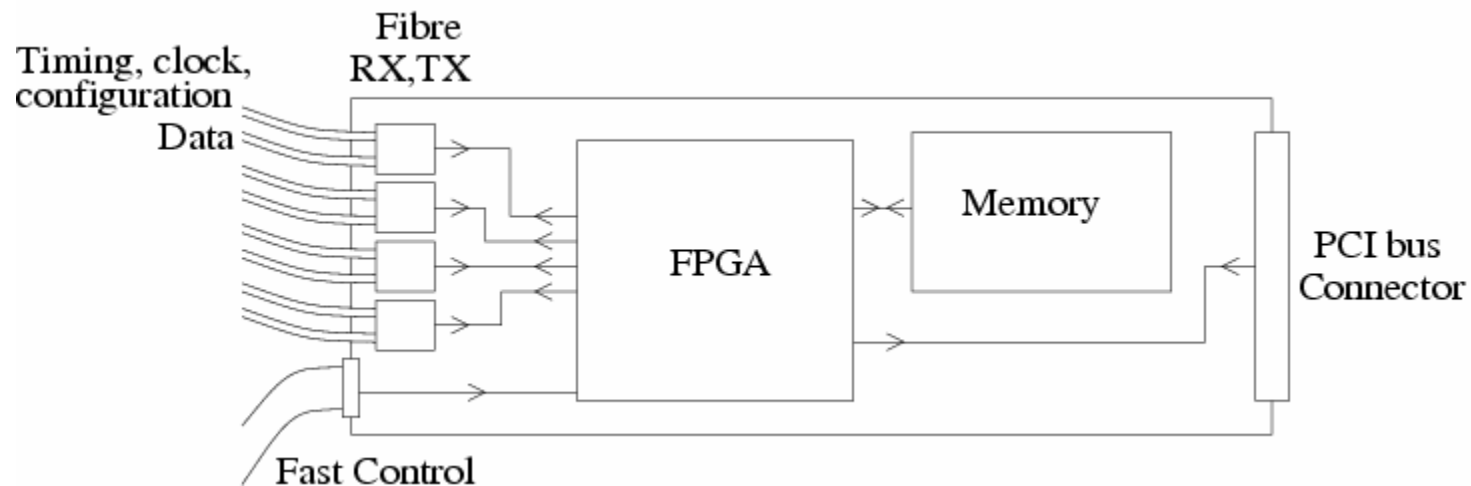 Fibre
RX,TX
Timing, clock,
configuration
Data
FPGA
Memory
PCI bus
Connector
Fast Control